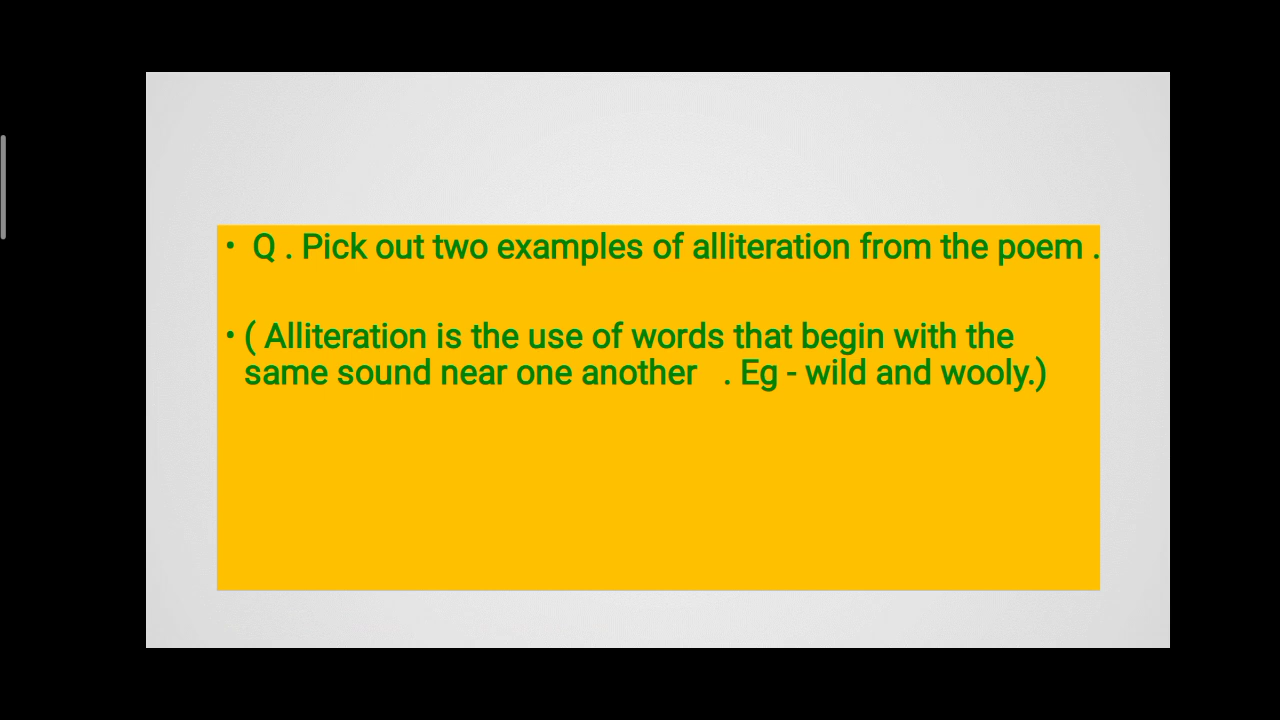 • Q . Pick out two examples of alliteration from the poem .
• ( Alliteration is the use of words that begin with the
same sound near one another . Eg - wild and wooly.)